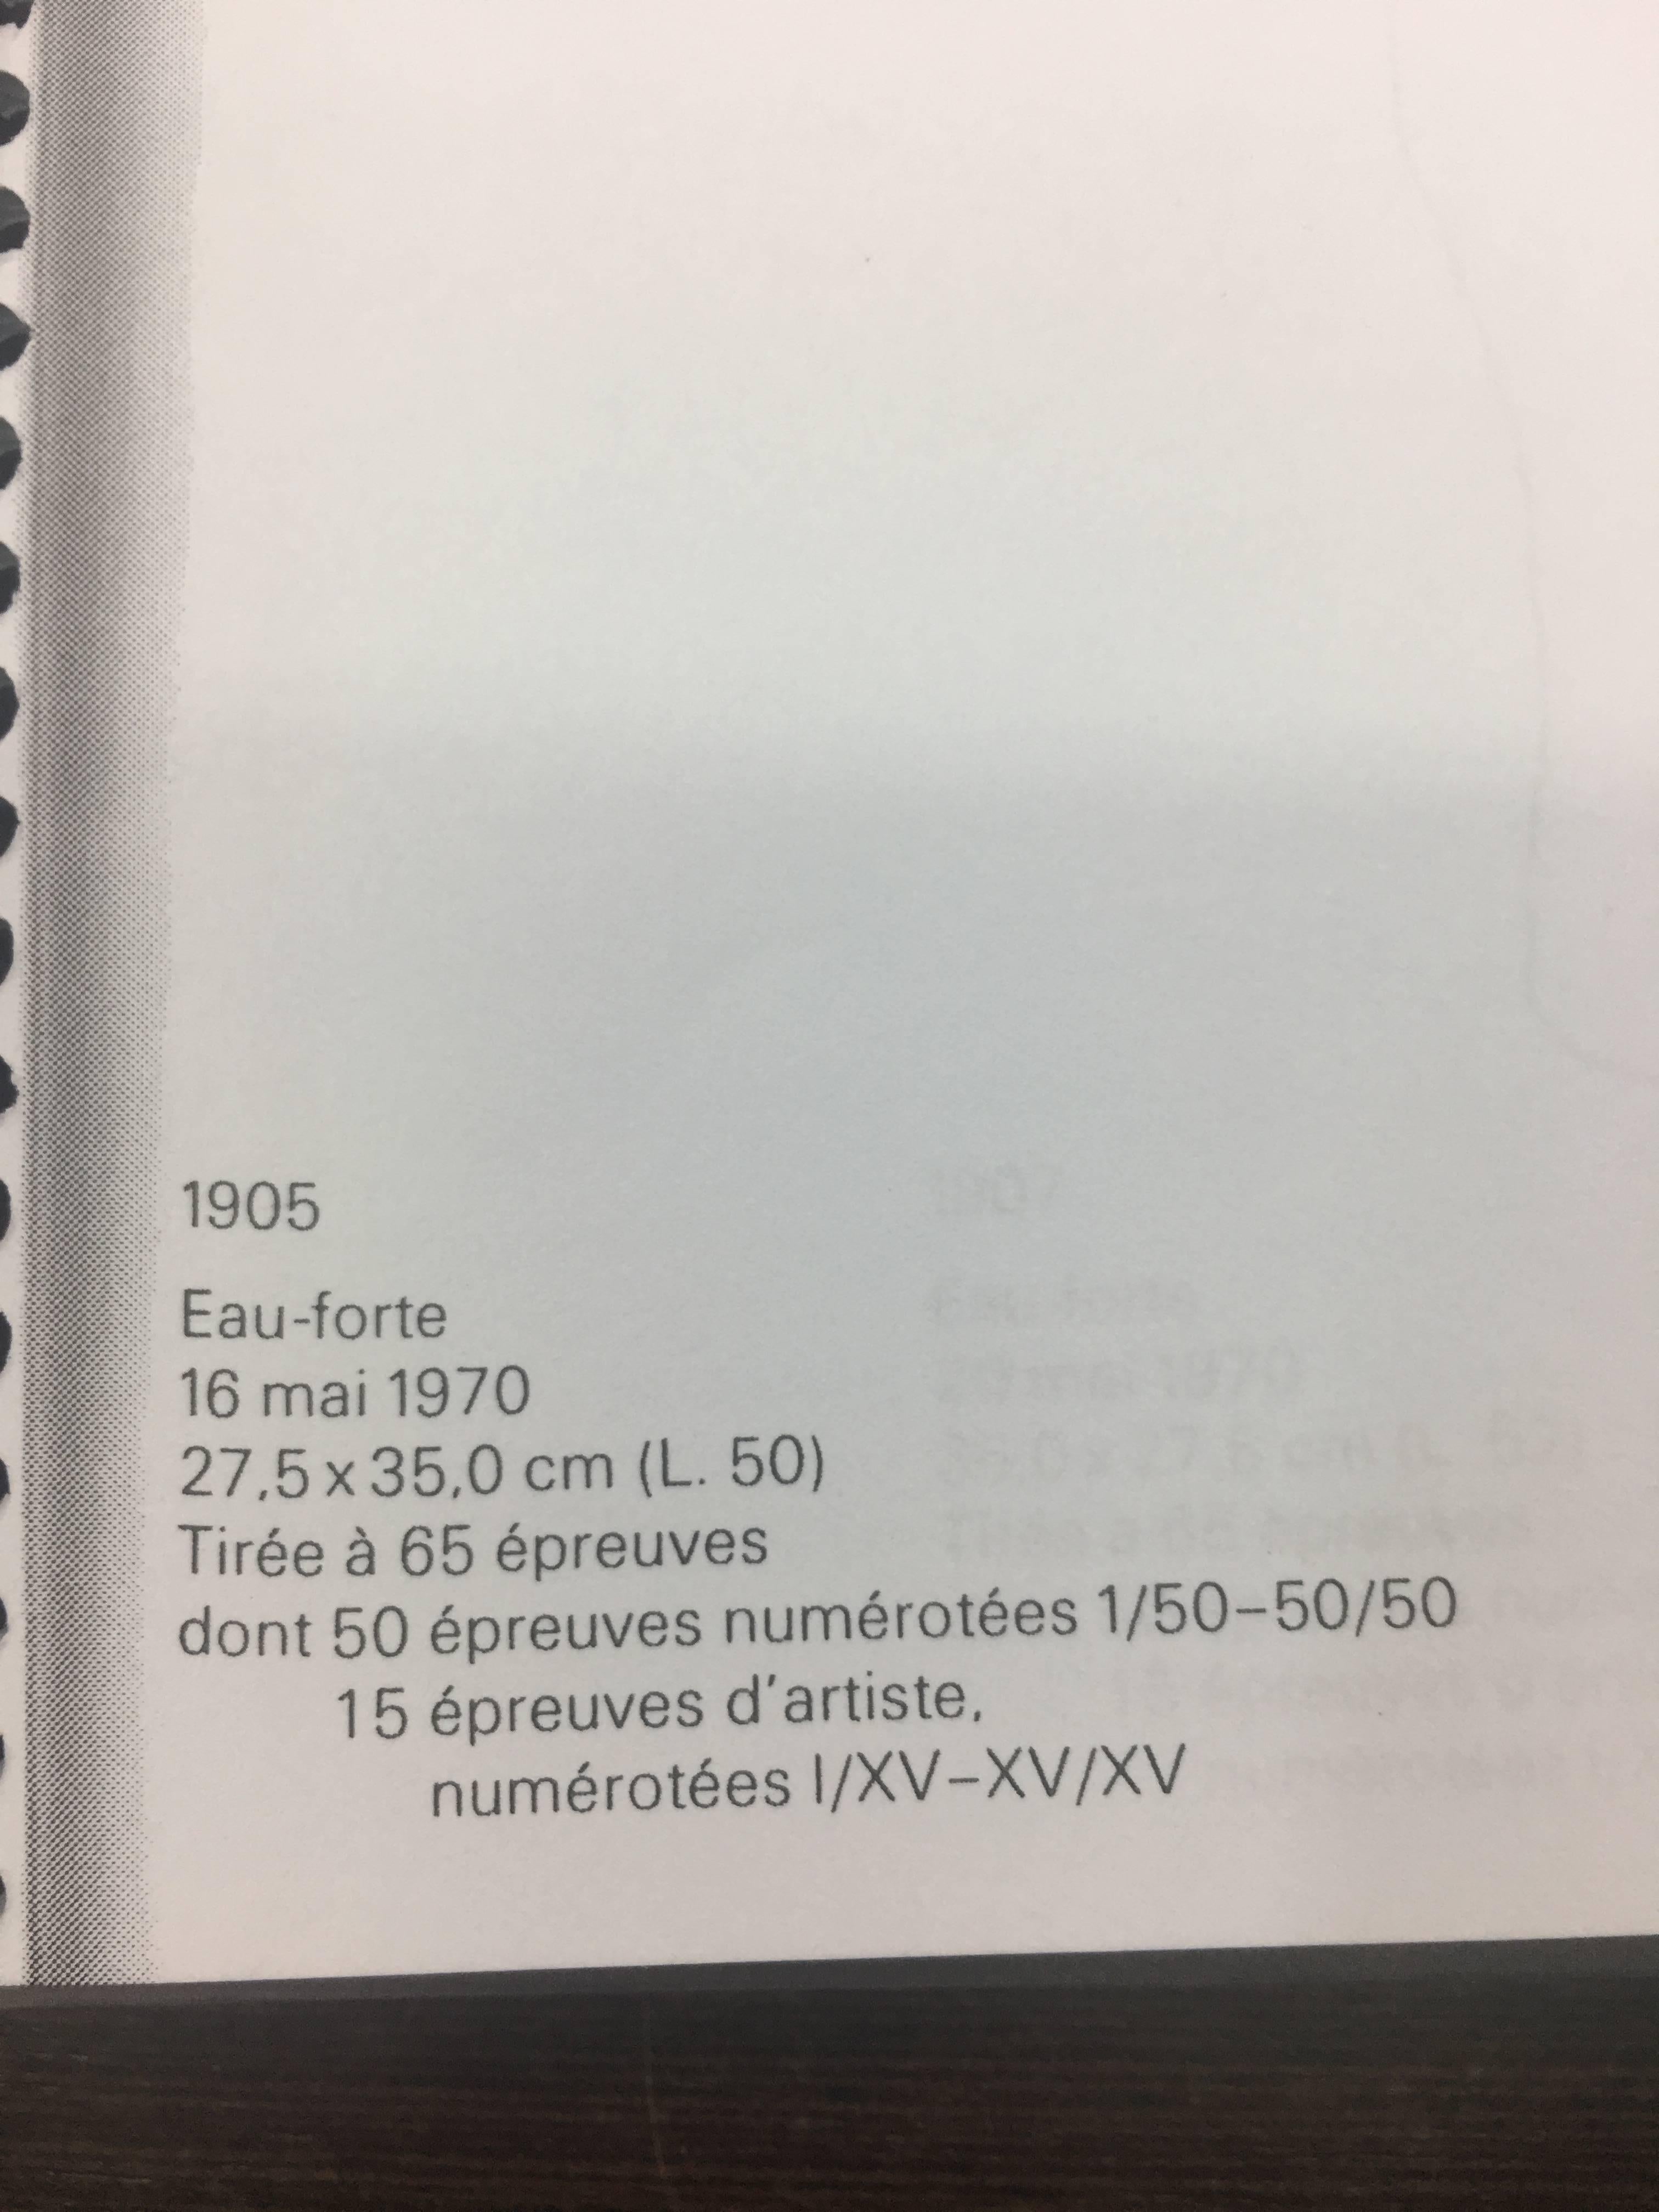 1905
Eau-forte
16 mai 1970
27,5 x 35,0 cm (L. 50)
Tirée à 65 épreuves
dont 50 épreuves numérotées 1/50–50/50
15 épreuves d'artiste,
numérotées I/XV–XV/XV